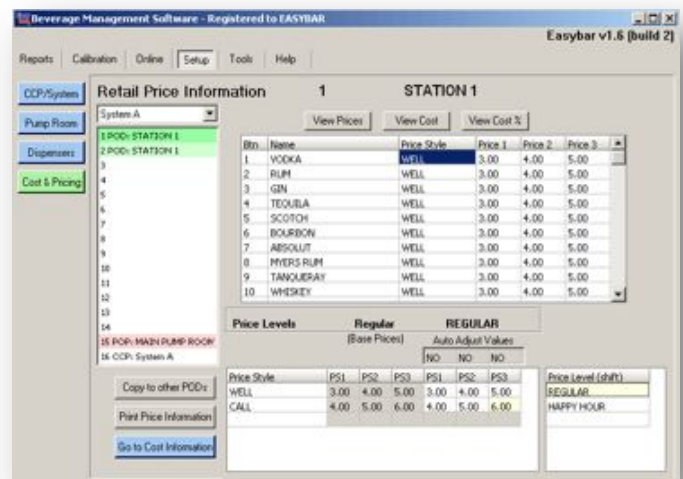 Beverage Management Software - Registered to EASYBAR
Easybar v1.6 (build 2)
Reports Calibration Online Setup Tools Help
CCP/System
Pump Room
Dispensers
Cost & Pricing
Retail Price Information 1 STATION 1
System A
View Prices View Cost View Cost %
1 POD: STATION 1
2 POD: STATION 1
3
4
5
6
7
8
9
10
11
12
13
14
15 POP: MAIN PUMP ROOM
16 CCP: System A
Btn Name Price Style Price 1 Price 2 Price 3
1 VODKA WELL 3.00 4.00 5.00
2 RUM WELL 3.00 4.00 5.00
3 GIN WELL 3.00 4.00 5.00
4 TEQUILA WELL 3.00 4.00 5.00
5 SCOTCH WELL 3.00 4.00 5.00
6 BOURBON WELL 3.00 4.00 5.00
7 ABSOLUT WELL 3.00 4.00 5.00
8 MYERS RUM WELL 3.00 4.00 5.00
9 TANQUERAY WELL 3.00 4.00 5.00
10 WHISKEY WELL 3.00 4.00 5.00
Price Levels Regular REGULAR
(Base Prices) Auto Adjust Values
NO NO NO
Price Style PS1 PS2 PS3 PS1 PS2 PS3
WELL 3.00 4.00 5.00 3.00 4.00 5.00
CALL 4.00 5.00 6.00 4.00 5.00 6.00
Price Level (shift)
REGULAR
HAPPY HOUR
Copy to other PODs
Print Price Information
Go to Cost Information